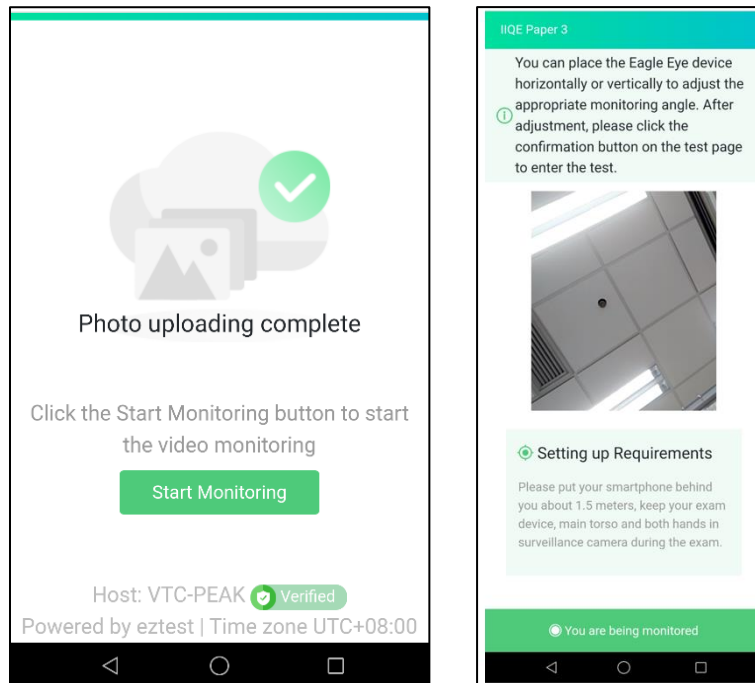 Photo uploading complete
Click the Start Monitoring button to start
the video monitoring
Start Monitoring
Host: VTC-PEAK Verified
Powered by eztest | Time zone UTC+08:00
IIQE Paper 3
You can place the Eagle Eye device
horizontally or vertically to adjust the
appropriate monitoring angle. After
adjustment, please click the
confirmation button on the test page
to enter the test.
Setting up Requirements
Please put your smartphone behind
you about 1.5 meters, keep your exam
device, main torso and both hands in
surveillance camera during the exam.
You are being monitored